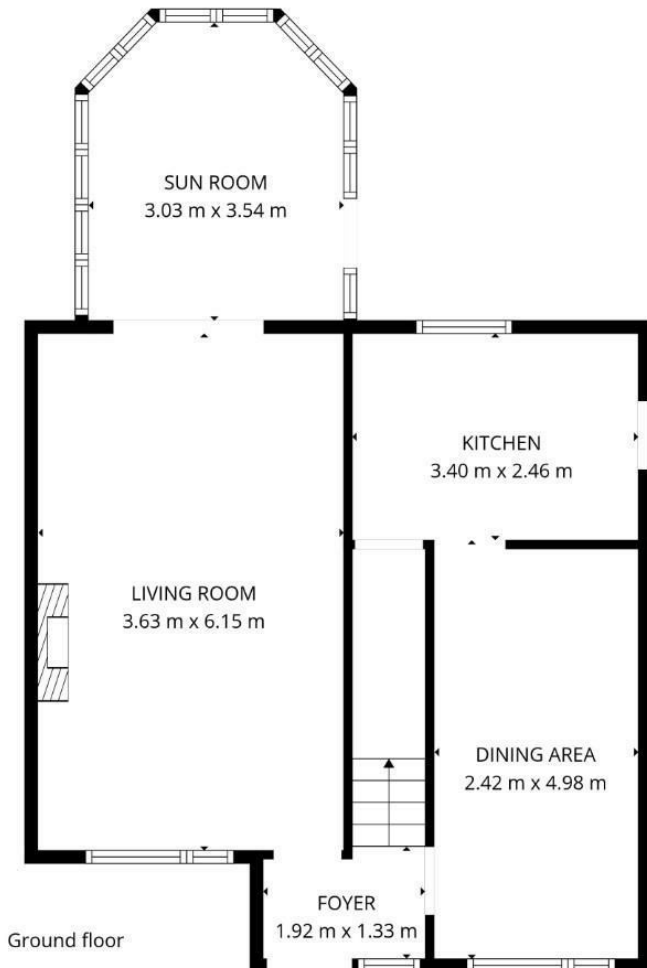 SUN ROOM
3.03 m x 3.54 m
KITCHEN
3.40 m x 2.46 m
LIVING ROOM
3.63 m x 6.15 m
DINING AREA
2.42 m x 4.98 m
FOYER
1.92 m x 1.33 m
Ground floor